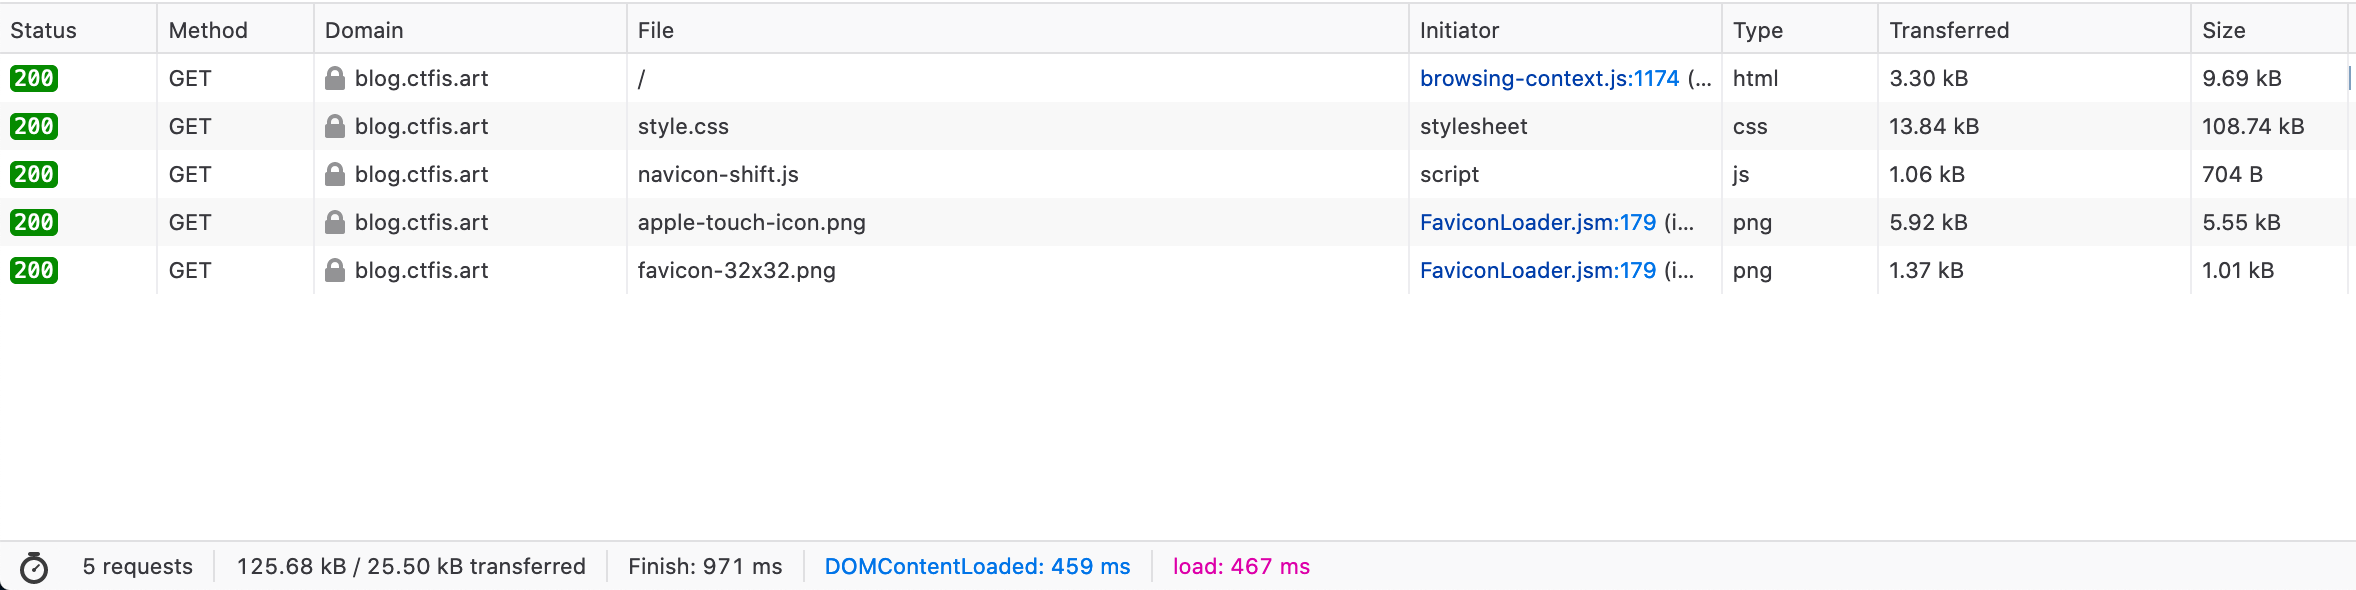 Status Method Domain File Initiator Type Transferred Size
200 GET blog.ctfis.art / browsing-context.js:1174 (... html 3.30 kB 9.69 kB
200 GET blog.ctfis.art style.css stylesheet css 13.84 kB 108.74 kB
200 GET blog.ctfis.art navicon-shift.js script js 1.06 kB 704 B
200 GET blog.ctfis.art apple-touch-icon.png FaviconLoader.jsm:179 (i... png 5.92 kB 5.55 kB
200 GET blog.ctfis.art favicon-32x32.png FaviconLoader.jsm:179 (i... png 1.37 kB 1.01 kB
5 requests 125.68 kB / 25.50 kB transferred Finish: 971 ms DOMContentLoaded: 459 ms load: 467 ms